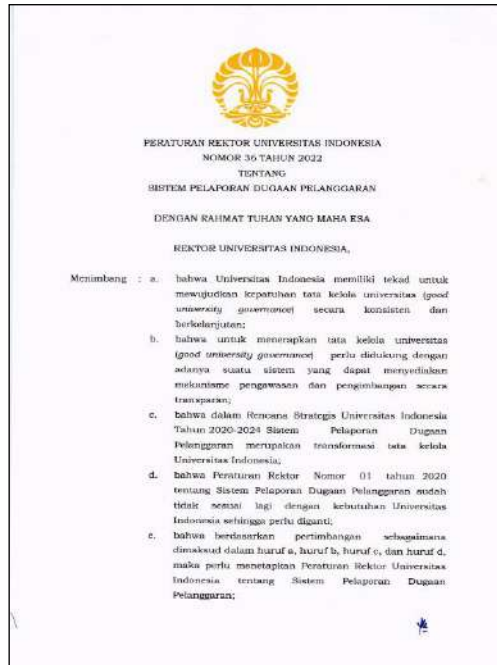 PERATURAN REKTOR UNIVERSITAS INDONESIA
NOMOR 36 TAHUN 2022
TENTANG
SISTEM PELAPORAN DUGAAN PELANGGARAN
DENGAN RAHMAT TUHAN YANG MAHA ESA
REKTOR UNIVERSITAS INDONESIA,
Menimbang : a. bahwa Universitas Indonesia memiliki tekad untuk
mewujudkan kepatuhan tata kelola universitas (good
university governance) secara konsisten dan
berkelanjutan;
b. bahwa untuk menerapkan tata kelola universitas
(good university governance) perlu didukung dengan
adanya suatu sistem yang dapat menyediakan
mekanisme pengawasan dan pengimbangan secara
transparan;
c. bahwa dalam Rencana Strategis Universitas Indonesia
Tahun 2020-2024 Sistem Pelaporan Dugaan
Pelanggaran merupakan transformasi tata kelola
Universitas Indonesia;
d. bahwa Peraturan Rektor Nomor 01 tahun 2020
tentang Sistem Pelaporan Dugaan Pelanggaran sudah
tidak sesuai lagi dengan kebutuhan Universitas
Indonesia sehingga perlu diganti;
e. bahwa berdasarkan pertimbangan sebagaimana
dimaksud dalam huruf a, huruf b, huruf c, dan huruf d,
maka perlu menetapkan Peraturan Rektor Universitas
Indonesia tentang Sistem Pelaporan Dugaan
Pelanggaran;